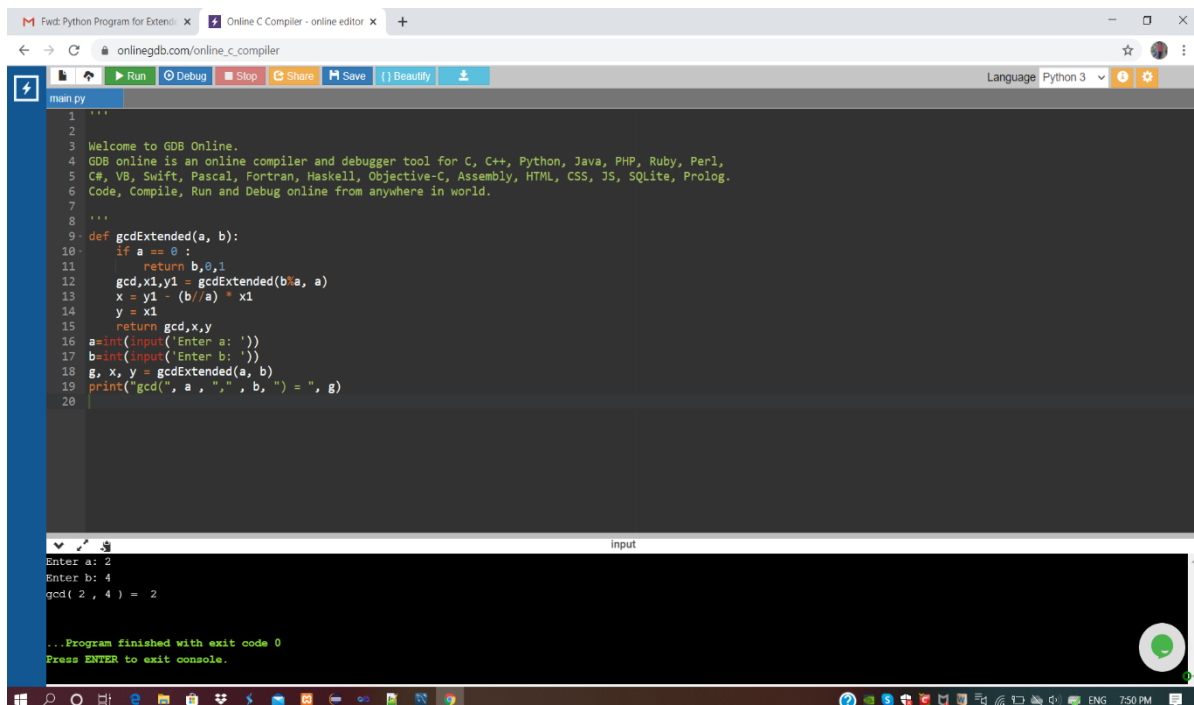 Fwd: Python Program for Extend
Online C Compiler - online editor
onlinegdb.com/online_c_compiler
Run Debug Stop Share Save { } Beautify
Language Python 3
main.py
1 '''
2
3 Welcome to GDB Online.
4 GDB online is an online compiler and debugger tool for C, C++, Python, Java, PHP, Ruby, Perl,
5 C#, VB, Swift, Pascal, Fortran, Haskell, Objective-C, Assembly, HTML, CSS, JS, SQLite, Prolog.
6 Code, Compile, Run and Debug online from anywhere in world.
7
8 '''
9 def gcdExtended(a, b):
10     if a == 0 :
11         return b,0,1
12     gcd,x1,y1 = gcdExtended(b%a, a)
13     x = y1 - (b//a) * x1
14     y = x1
15     return gcd,x,y
16 a=int(input('Enter a: '))
17 b=int(input('Enter b: '))
18 g, x, y = gcdExtended(a, b)
19 print("gcd(", a , "," , b, ") = ", g)
20
input
Enter a: 2
Enter b: 4
gcd( 2 , 4 ) =  2
...Program finished with exit code 0
Press ENTER to exit console.
ENG 7:50 PM